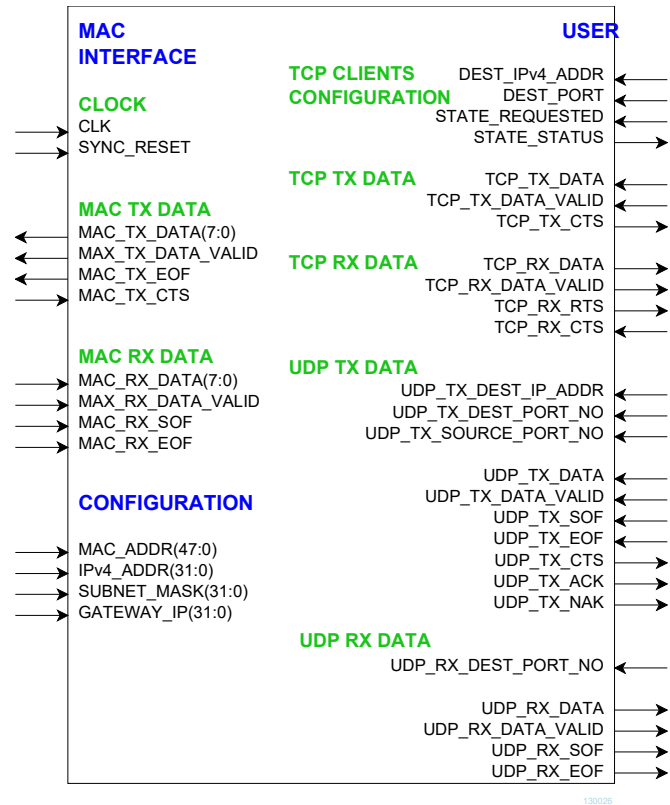 MAC
INTERFACE
CLOCK
CLK
SYNC_RESET
MAC TX DATA
MAC_TX_DATA(7:0)
MAX_TX_DATA_VALID
MAC_TX_EOF
MAC_TX_CTS
MAC RX DATA
MAC_RX_DATA(7:0)
MAX_RX_DATA_VALID
MAC_RX_SOF
MAC_RX_EOF
CONFIGURATION
MAC_ADDR(47:0)
IPv4_ADDR(31:0)
SUBNET_MASK(31:0)
GATEWAY_IP(31:0)
USER
TCP CLIENTS
CONFIGURATION
DEST_IPv4_ADDR
DEST_PORT
STATE_REQUESTED
STATE_STATUS
TCP TX DATA
TCP_TX_DATA
TCP_TX_DATA_VALID
TCP_TX_CTS
TCP RX DATA
TCP_RX_DATA
TCP_RX_DATA_VALID
TCP_RX_RTS
TCP_RX_CTS
UDP TX DATA
UDP_TX_DEST_IP_ADDR
UDP_TX_DEST_PORT_NO
UDP_TX_SOURCE_PORT_NO
UDP_TX_DATA
UDP_TX_DATA_VALID
UDP_TX_SOF
UDP_TX_EOF
UDP_TX_CTS
UDP_TX_ACK
UDP_TX_NAK
UDP RX DATA
UDP_RX_DEST_PORT_NO
UDP_RX_DATA
UDP_RX_DATA_VALID
UDP_RX_SOF
UDP_RX_EOF
130026